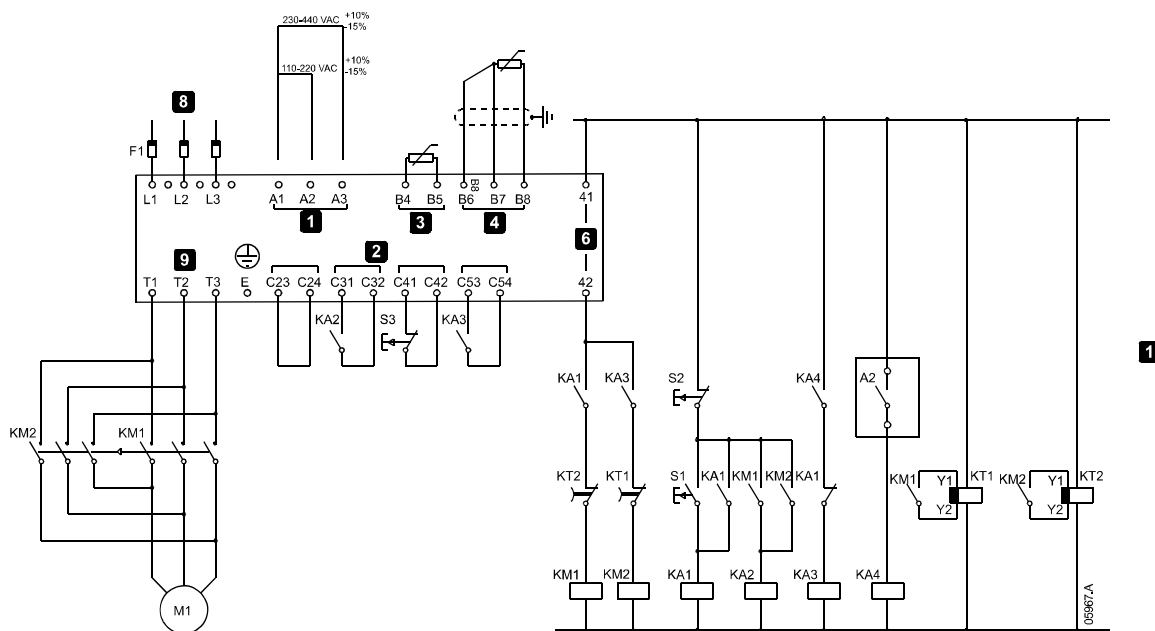 230-440 VAC +10%
-15%
110-220 VAC +10%
-15%
8
F1
L1 L2 L3 A1 A2 A3 B4 B5 B6 B8 B7 B8 41
1 3 4
6
9 2
T1 T2 T3 E C23 C24 C31 C32 C41 C42 C53 C54 42
KA2 S3 KA3
1
KA1 KA3 S2 KA4 A2
KM2 KM1
KT2 KT1 S1 KA1 KM1 KM2 KA1 KM1 Y1 KT1 KM2 Y1 KT2
Y2 Y2
KM1 KM2 KA1 KA2 KA3 KA4
M1
05967.A